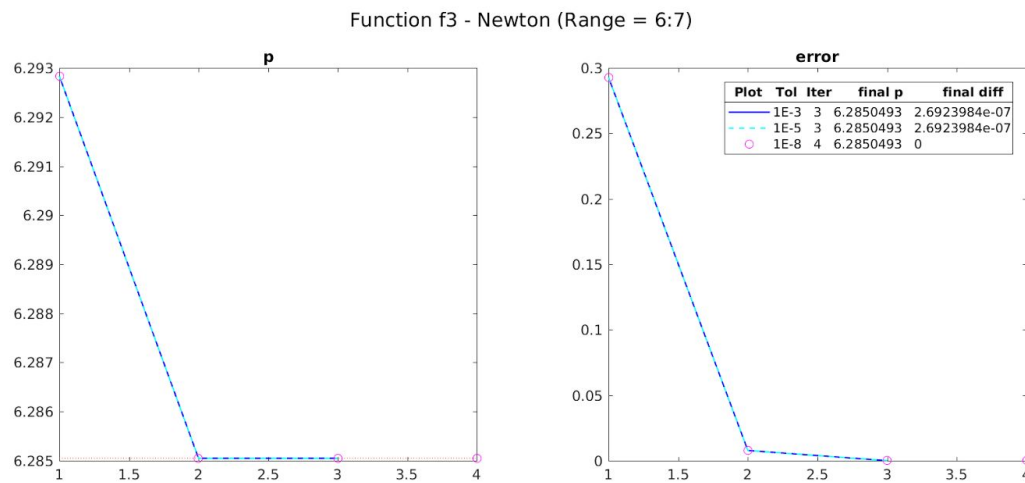 Function f3 - Newton (Range = 6:7)
p
6.293
6.292
6.291
6.29
6.289
6.288
6.287
6.286
6.285
1 1.5 2 2.5 3 3.5 4
error
0.3
0.25
0.2
0.15
0.1
0.05
0
1 1.5 2 2.5 3 3.5 4
Plot Tol Iter final p final diff
1E-3 3 6.2850493 2.6923984e-07
1E-5 3 6.2850493 2.6923984e-07
1E-8 4 6.2850493 0